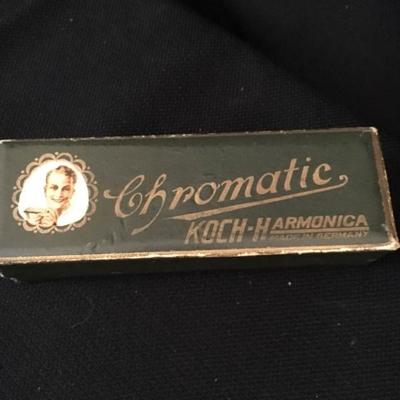 Chromatic
KOCH-HARMONICA
MADE IN GERMANY